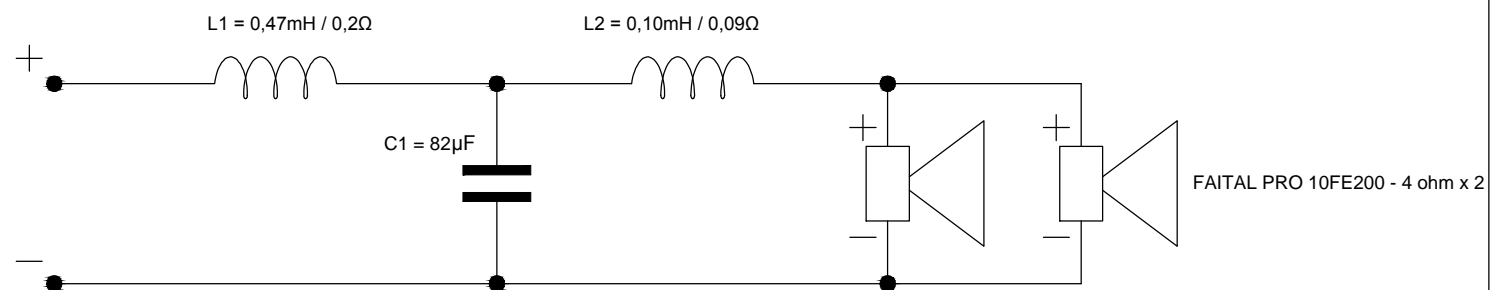 L1 = 0,47mH / 0,2Ω
L2 = 0,10mH / 0,09Ω
+
C1 = 82µF
+
+
FAITAL PRO 10FE200 - 4 ohm x 2
−
−
−